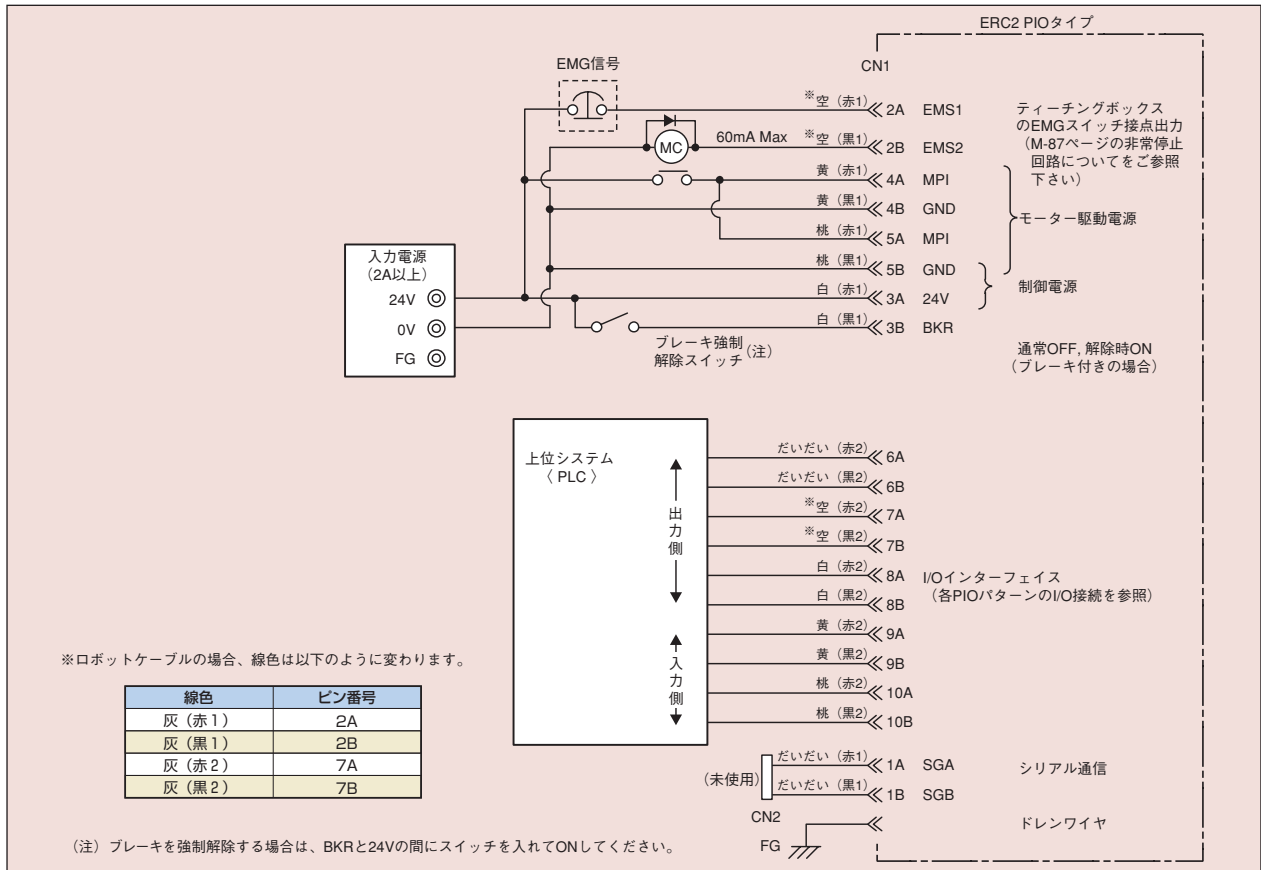 ERC2 PIOタイプ
CN1
EMG信号
※空（赤1） 2A EMS1
ティーチングボックス
のEMGスイッチ接点出力
（M-87ページの非常停止
回路についてをご参照
下さい）
MC 60mA Max ※空（黒1） 2B EMS2
黄（赤1） 4A MPI
黄（黒1） 4B GND
モーター駆動電源
桃（赤1） 5A MPI
桃（黒1） 5B GND
制御電源
白（赤1） 3A 24V
白（黒1） 3B BKR
入力電源
（2A以上）
24V
0V
FG
ブレーキ強制
解除スイッチ（注）
通常OFF, 解除時ON
（ブレーキ付きの場合）
上位システム
〈 PLC 〉
出力側
入力側
だいだい（赤2） 6A
だいだい（黒2） 6B
※空（赤2） 7A
※空（黒2） 7B
白（赤2） 8A
白（黒2） 8B
I/Oインターフェイス
（各PIOパターンのI/O接続を参照）
黄（赤2） 9A
黄（黒2） 9B
桃（赤2） 10A
桃（黒2） 10B
※ロボットケーブルの場合、線色は以下のように変わります。
線色 ピン番号
灰（赤1） 2A
灰（黒1） 2B
灰（赤2） 7A
灰（黒2） 7B
（未使用）
だいだい（赤1） 1A SGA
だいだい（黒1） 1B SGB
シリアル通信
CN2
ドレンワイヤ
FG
（注）ブレーキを強制解除する場合は、BKRと24Vの間にスイッチを入れてONしてください。